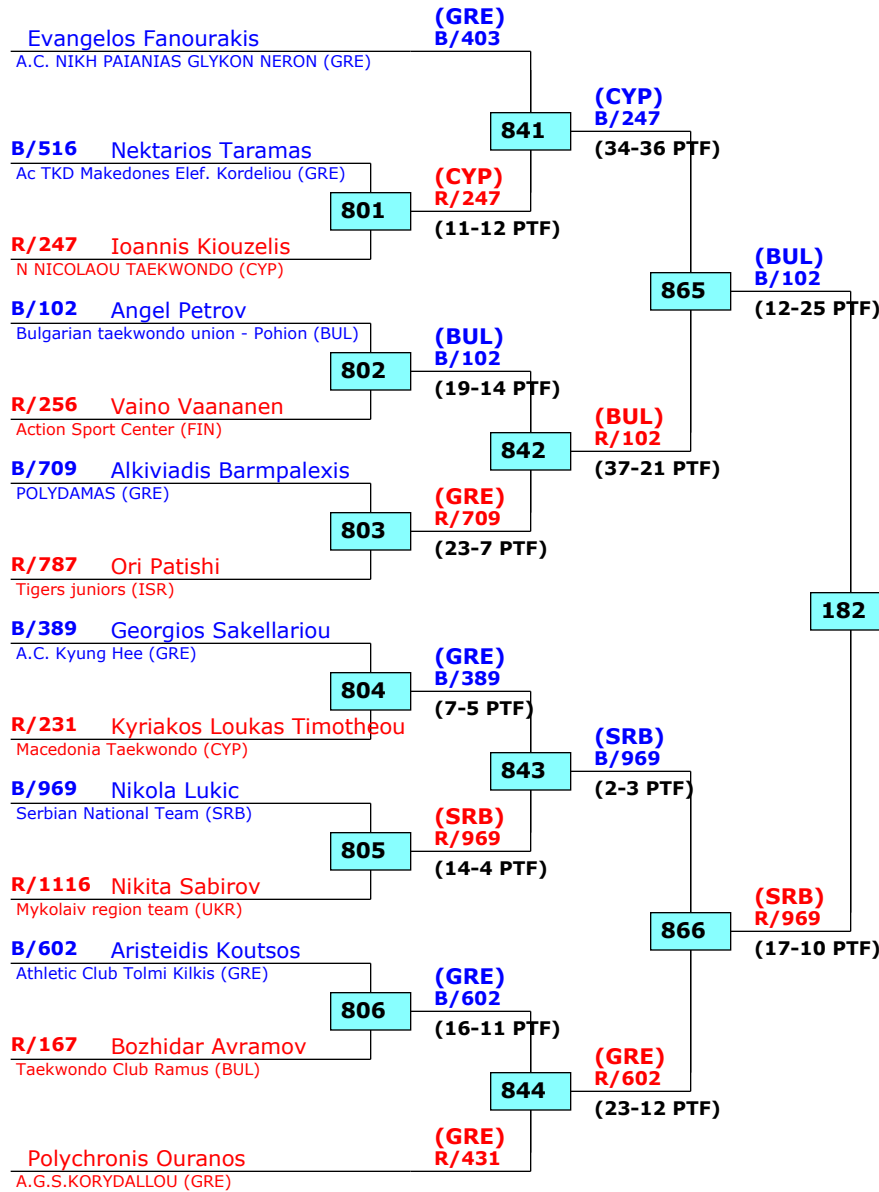 Evangelos Fanourakis
A.C. NIKH PAIANIAS GLYKON NERON (GRE)
(GRE)
B/403
841
(CYP)
B/247
(34-36 PTF)
B/516 Nektarios Taramas
Ac TKD Makedones Elef. Kordeliou (GRE)
801
(CYP)
R/247
(11-12 PTF)
R/247 Ioannis Kiouzelis
N NICOLAOU TAEKWONDO (CYP)
865
(BUL)
B/102
(12-25 PTF)
B/102 Angel Petrov
Bulgarian taekwondo union - Pohion (BUL)
802
(BUL)
B/102
(19-14 PTF)
R/256 Vaino Vaananen
Action Sport Center (FIN)
842
(BUL)
R/102
(37-21 PTF)
B/709 Alkiviadis Barmpalexis
POLYDAMAS (GRE)
803
(GRE)
R/709
(23-7 PTF)
R/787 Ori Patishi
Tigers juniors (ISR)
182
B/389 Georgios Sakellariou
A.C. Kyung Hee (GRE)
804
(GRE)
B/389
(7-5 PTF)
R/231 Kyriakos Loukas Timotheou
Macedonia Taekwondo (CYP)
843
(SRB)
B/969
(2-3 PTF)
B/969 Nikola Lukic
Serbian National Team (SRB)
805
(SRB)
R/969
(14-4 PTF)
R/1116 Nikita Sabirov
Mykolaiv region team (UKR)
866
(SRB)
R/969
(17-10 PTF)
B/602 Aristeidis Koutsos
Athletic Club Tolmi Kilkis (GRE)
806
(GRE)
B/602
(16-11 PTF)
R/167 Bozhidar Avramov
Taekwondo Club Ramus (BUL)
844
(GRE)
R/602
(23-12 PTF)
Polychronis Ouranos
A.G.S.KORYDALLOU (GRE)
(GRE)
R/431